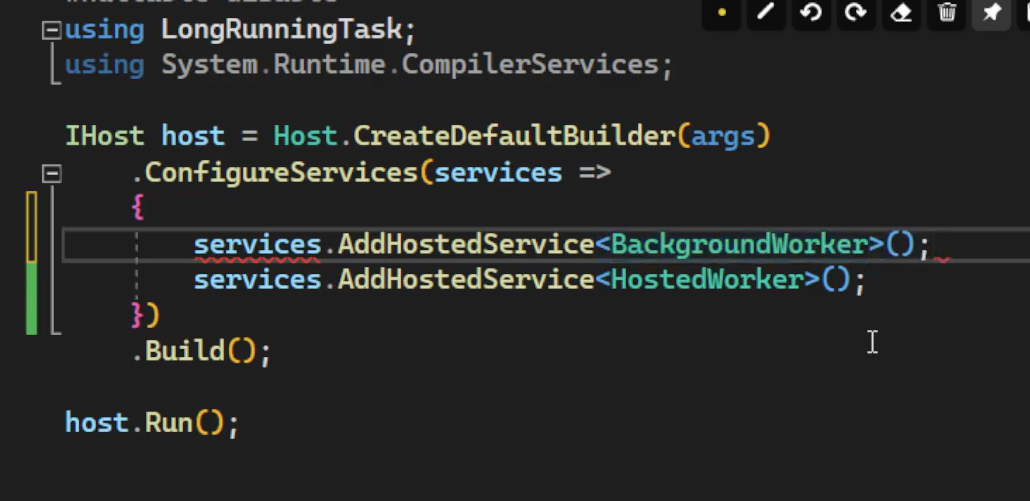 using LongRunningTask;
using System.Runtime.CompilerServices;
IHost host = Host.CreateDefaultBuilder(args)
.ConfigureServices(services =>
{
services.AddHostedService<BackgroundWorker>();
services.AddHostedService<HostedWorker>();
})
.Build();
host.Run();